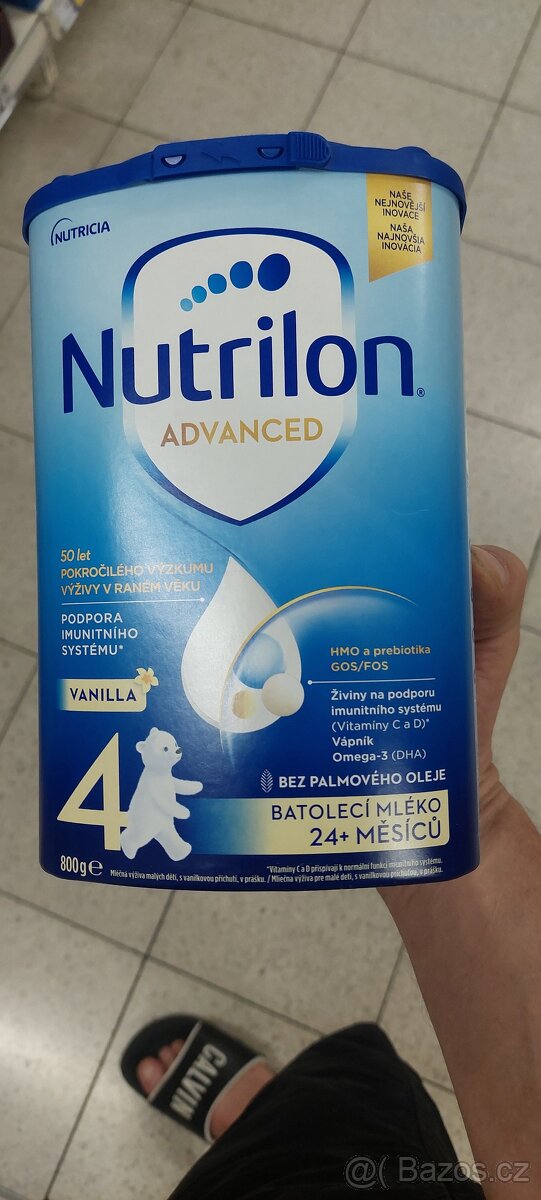 NUTRICIA
NAŠE
NEJNOVĚJŠÍ
INOVACE
NAŠA
NAJNOVŠIA
INOVÁCIA
Nutrilon®
ADVANCED
50 let
POKROČILÉHO VÝZKUMU
VÝŽIVY V RANÉM VĚKU
PODPORA
IMUNITNÍHO
SYSTÉMU*
VANILLA
HMO a prebiotika
GOS/FOS
Živiny na podporu
imunitního systému
(Vitamíny C a D)*
Vápník
Omega-3 (DHA)
BEZ PALMOVÉHO OLEJE
4
BATOLECÍ MLÉKO
24+ MĚSÍCŮ
800g℮
*Vitamíny C a D přispívají k normální funkci imunitního systému.
Mléčná výživa malých dětí, s vanilkovou příchutí, v prášku. / Mliečna výživa pre malé deti, s vanilkovou príchuťou, v prášku.
CALVIN
Bazos.cz